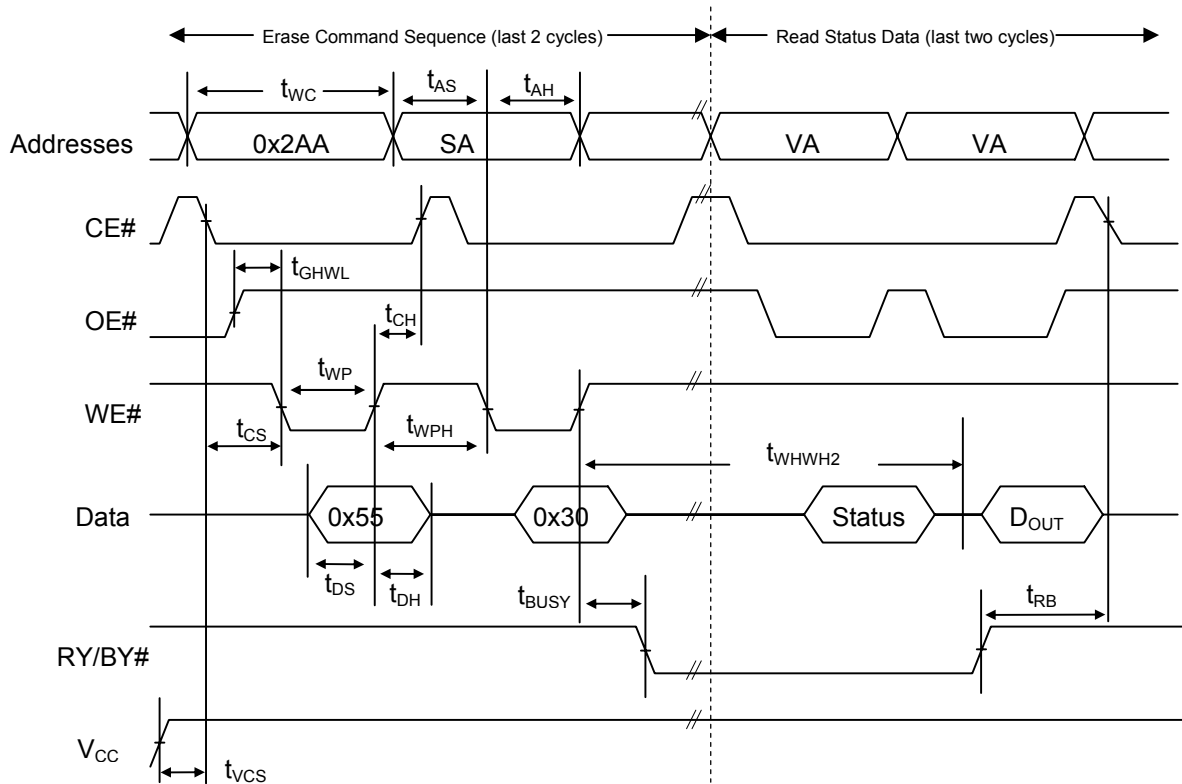 Erase Command Sequence (last 2 cycles) Read Status Data (last two cycles)
tWC tAS tAH
Addresses 0x2AA SA VA VA
CE#
tGHWL
OE#
tCH
tWP
WE#
tCS tWPH
tWHWH2
Data 0x55 0x30 Status DOUT
tDS tDH tBUSY tRB
RY/BY#
VCC
tVCS